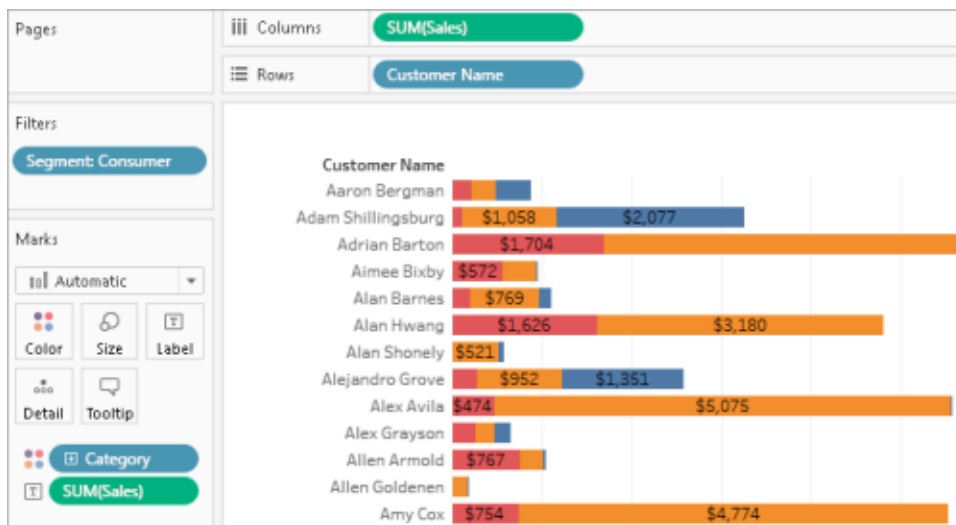 Pages
Columns
SUM(Sales)
Rows
Customer Name
Filters
Segment: Consumer
Marks
Automatic
Color
Size
Label
Detail
Tooltip
Category
SUM(Sales)
Customer Name
Aaron Bergman
Adam Shillingsburg $1,058 $2,077
Adrian Barton $1,704
Aimee Bixby $572
Alan Barnes $769
Alan Hwang $1,626 $3,180
Alan Shonely $521
Alejandro Grove $952 $1,351
Alex Avila $474 $5,075
Alex Grayson
Allen Armold $767
Allen Goldenen
Amy Cox $754 $4,774